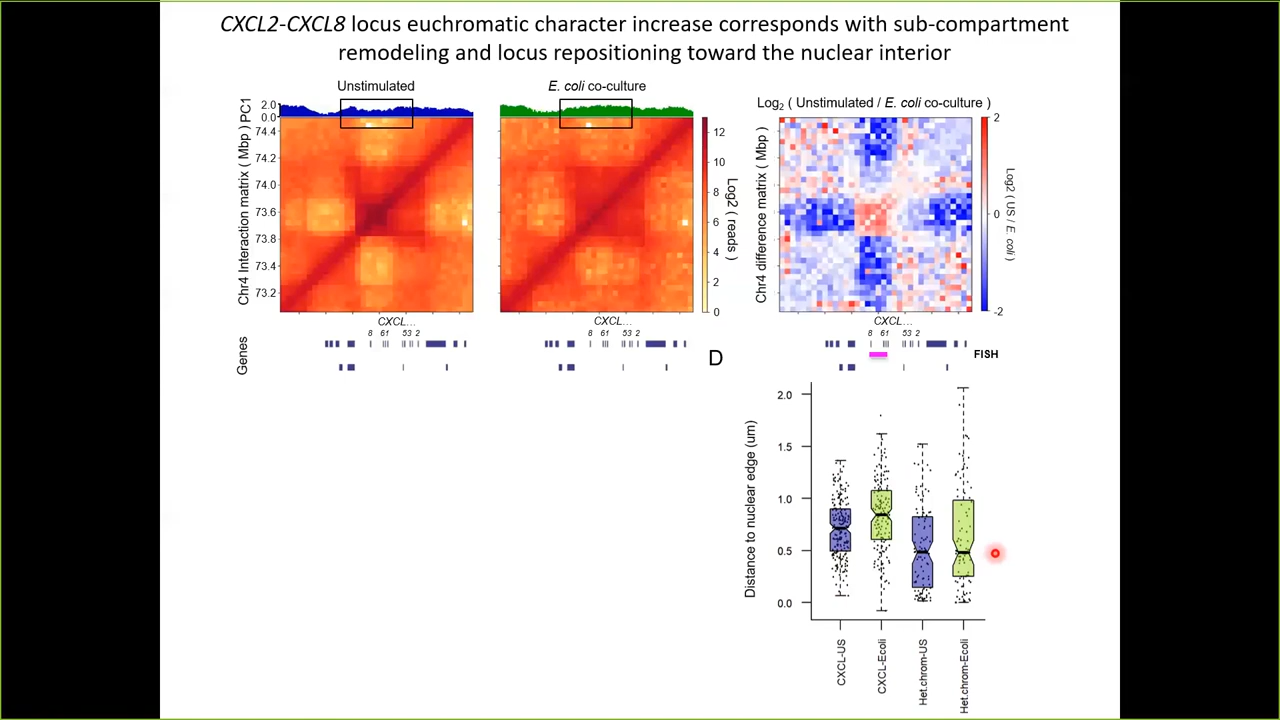 CXCL2-CXCL8 locus euchromatic character increase corresponds with sub-compartment
remodeling and locus repositioning toward the nuclear interior
Unstimulated
E. coli co-culture
Log2 ( Unstimulated / E. coli co-culture )
PC1
2.0
0.0
Chr4 Interaction matrix ( Mbp )
74.4
74.2
74.0
73.6
73.8
73.4
73.2
12
10
8
6
4
2
0
Log2 ( reads )
Chr4 difference matrix ( Mbp )
2
0
-2
Log2 ( US / E. coli )
CXCL...
8 61 53 2
CXCL...
8 61 53 2
CXCL...
8 61 53 2
Genes
FISH
D
Distance to nuclear edge (um)
2.0
1.5
1.0
0.5
0.0
CXCL-US
CXCL-Ecoli
Het.chrom-US
Het.chrom-Ecoli